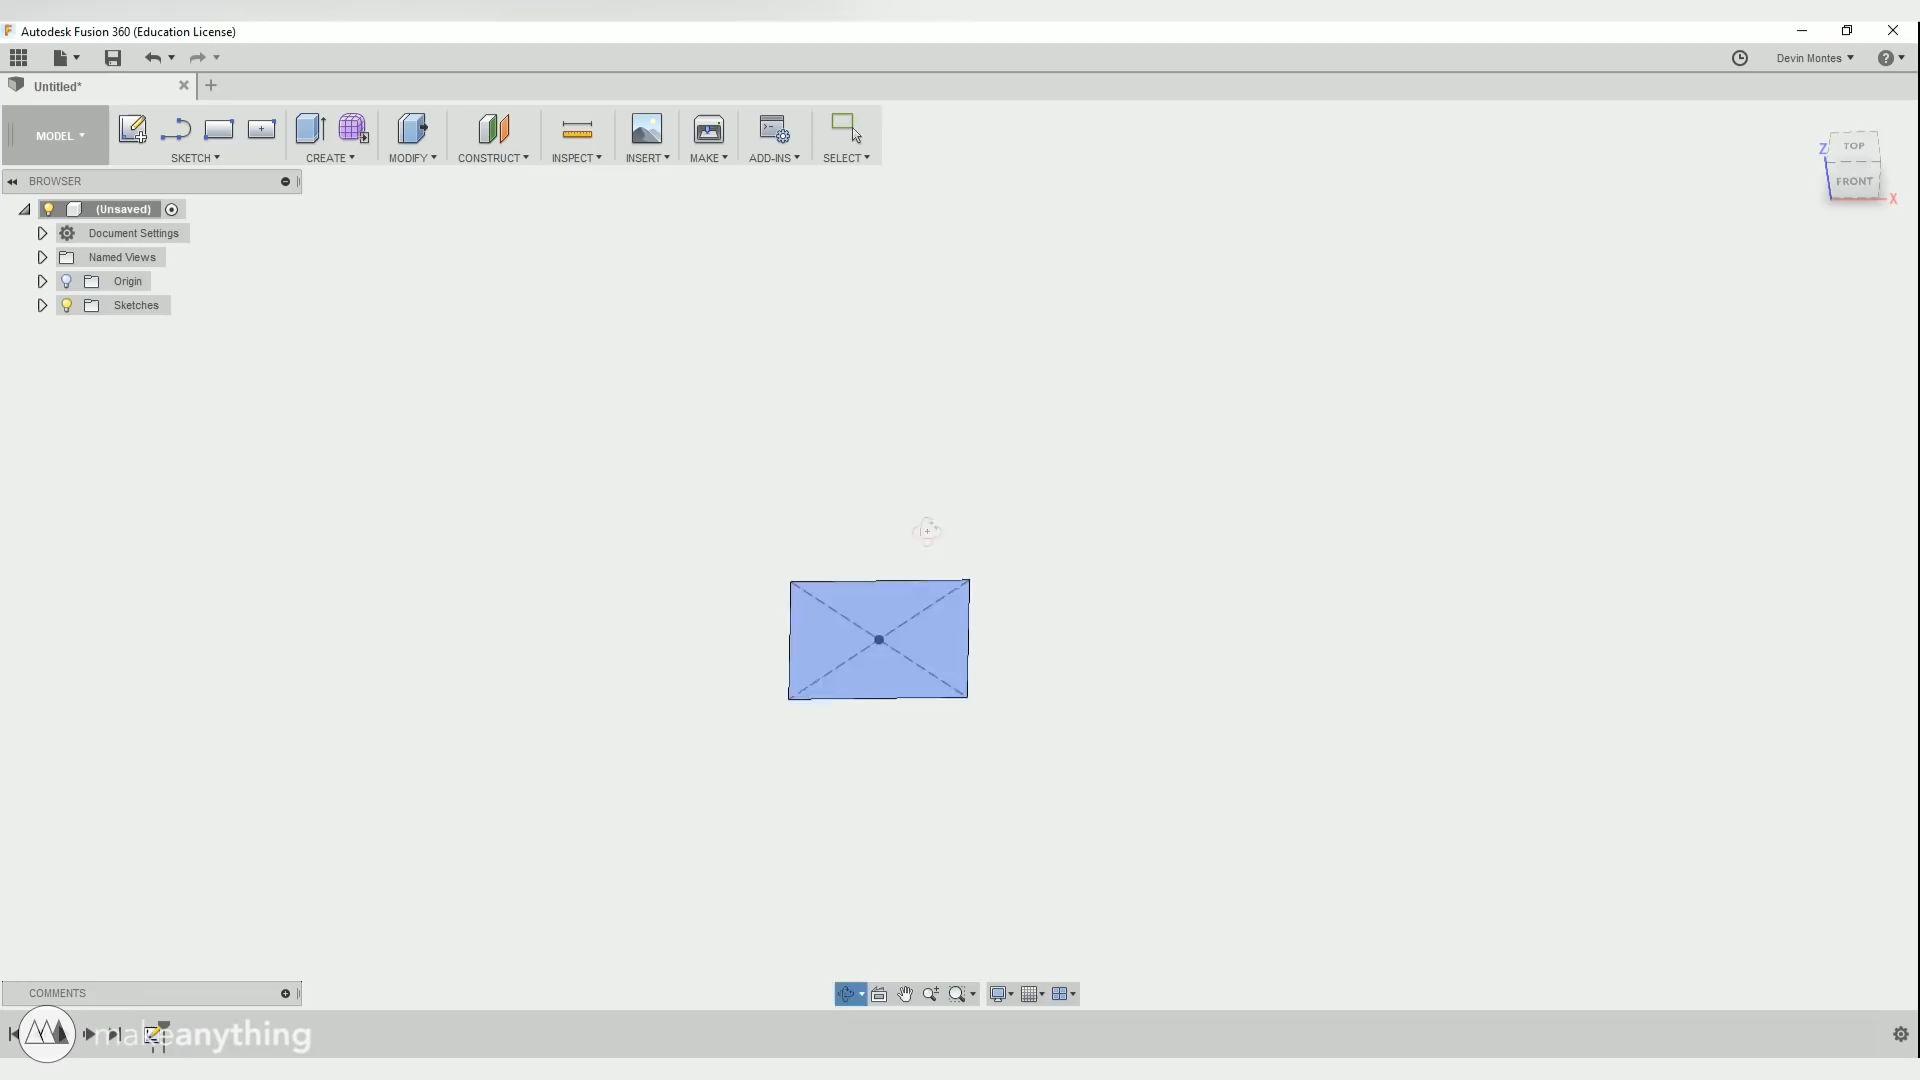 Autodesk Fusion 360 (Education License)
Devin Montes
Untitled*
MODEL
SKETCH
CREATE
MODIFY
CONSTRUCT
INSPECT
INSERT
MAKE
ADD-INS
SELECT
TOP
Z
FRONT
X
BROWSER
(Unsaved)
Document Settings
Named Views
Origin
Sketches
COMMENTS
makeanything